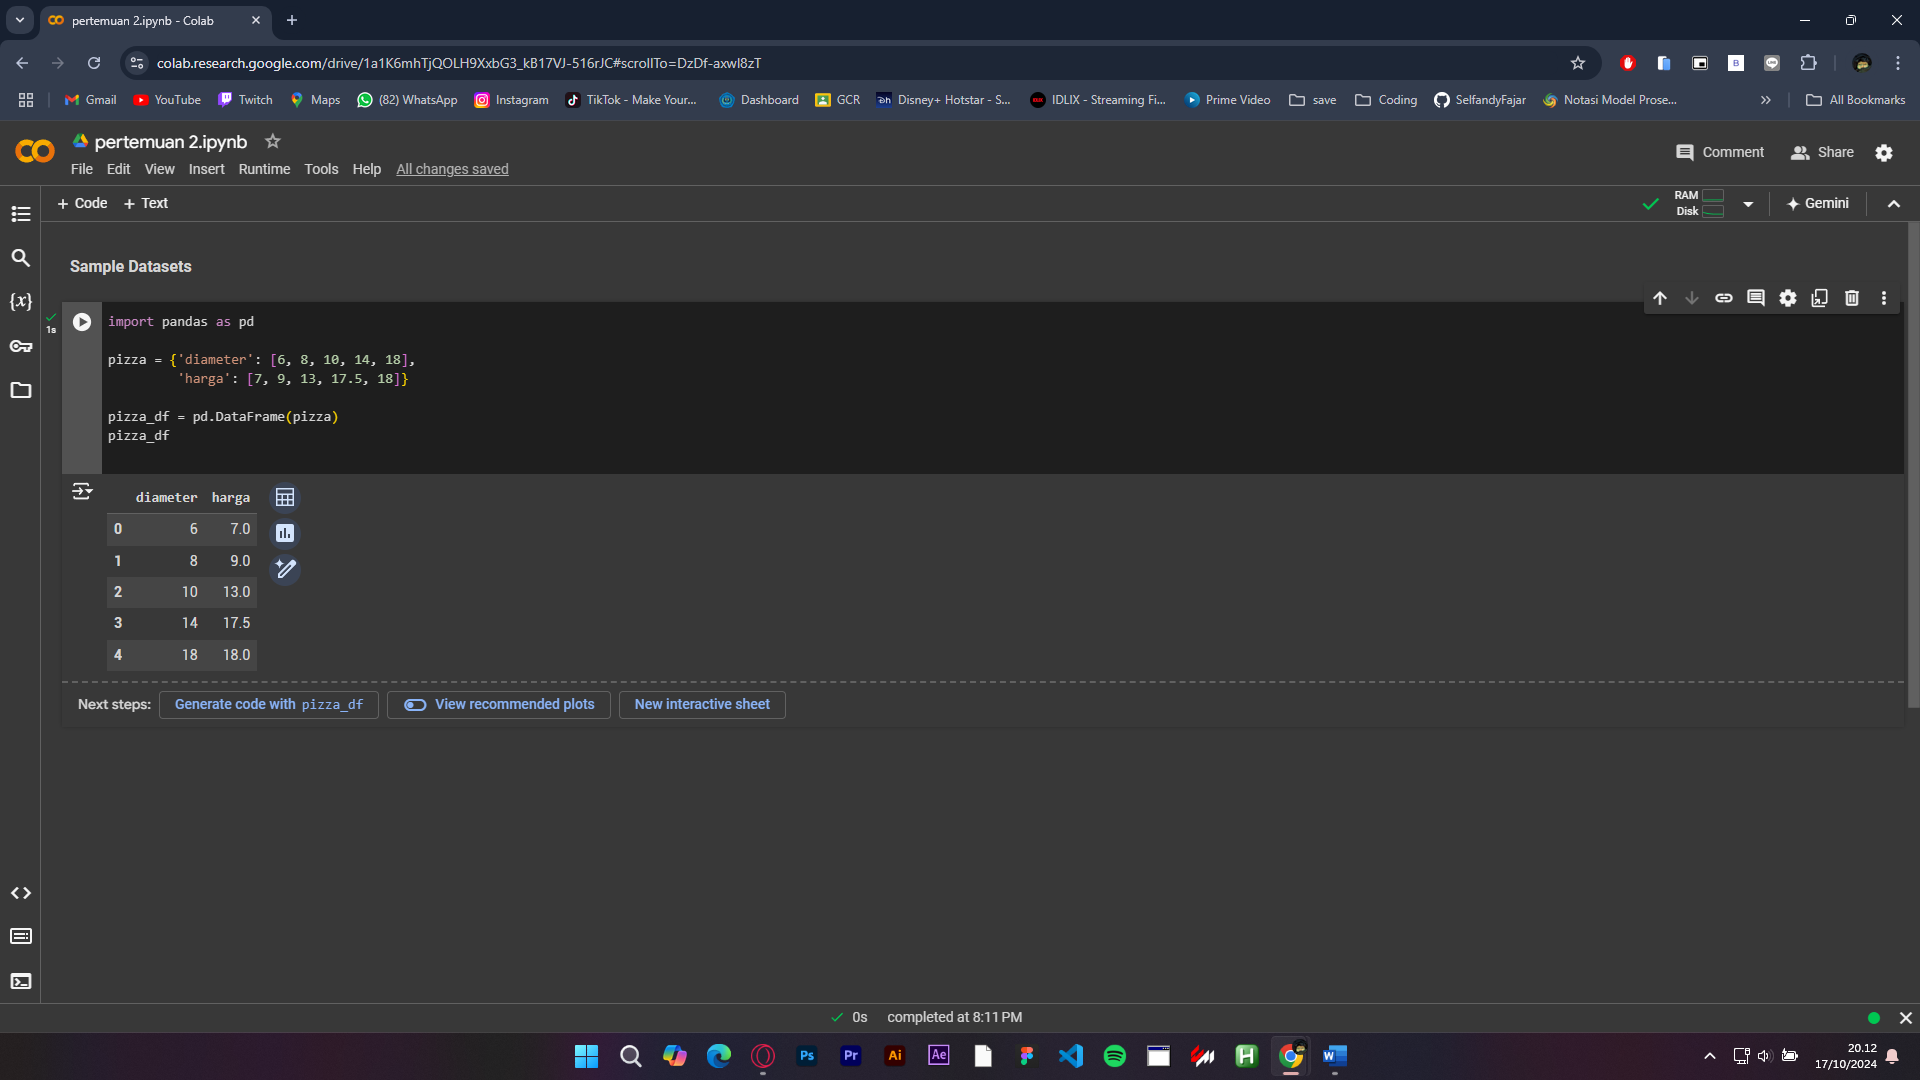 pertemuan 2.ipynb - Colab
colab.research.google.com/drive/1a1K6mhTjQOLH9XxbG3_kB17VJ-516rJC#scrollTo=DzDf-axwl8zT
Gmail YouTube Twitch Maps (82) WhatsApp Instagram TikTok - Make Your... Dashboard GCR Disney+ Hotstar - S... IDLIX - Streaming Fi... Prime Video save Coding SelfandyFajar Notasi Model Prose... All Bookmarks
pertemuan 2.ipynb
Comment Share
File Edit View Insert Runtime Tools Help All changes saved
+ Code + Text
RAM
Disk
Gemini
Sample Datasets
1s
import pandas as pd
pizza = {'diameter': [6, 8, 10, 14, 18],
'harga': [7, 9, 13, 17.5, 18]}
pizza_df = pd.DataFrame(pizza)
pizza_df
diameter harga
0 6 7.0
1 8 9.0
2 10 13.0
3 14 17.5
4 18 18.0
Next steps: Generate code with pizza_df View recommended plots New interactive sheet
0s completed at 8:11 PM
Ps Pr Ai Ae H W
20.12
17/10/2024